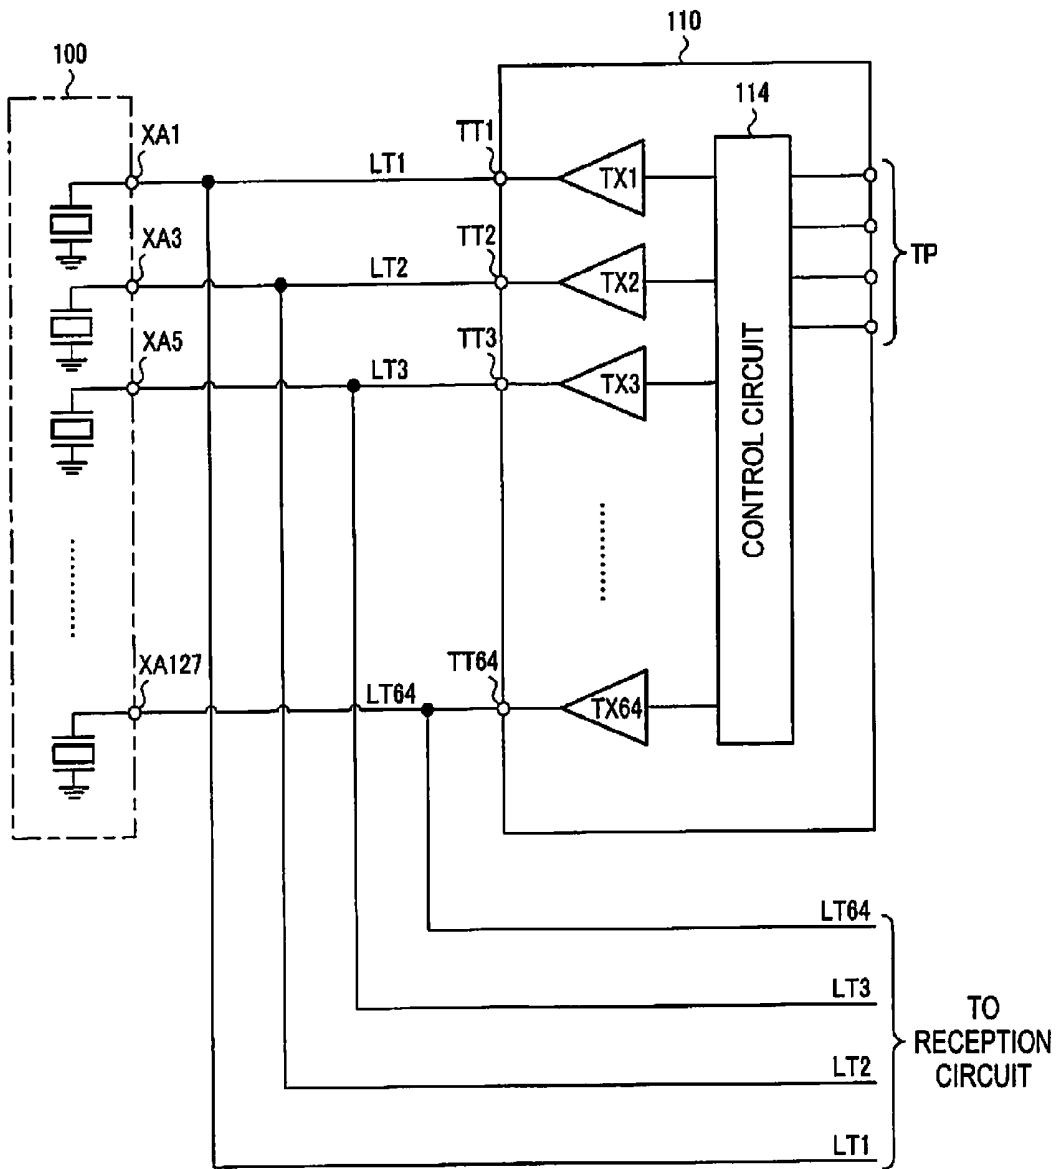 110
100
114
XA1
TT1
LT1
TX1
XA3
TT2
LT2
TX2
TP
XA5
TT3
LT3
TX3
CONTROL CIRCUIT
XA127
TT64
LT64
TX64
LT64
LT3
TO
RECEPTION
CIRCUIT
LT2
LT1